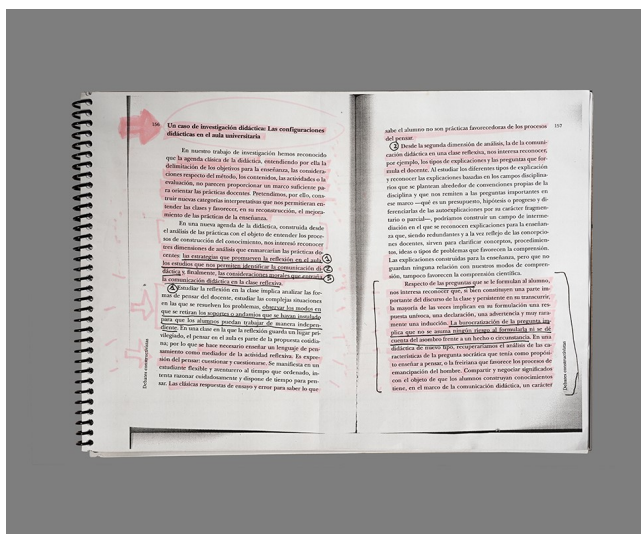 156
Un caso de investigación didáctica: Las configuraciones
didácticas en el aula universitaria
En nuestro trabajo de investigación hemos reconocido
que la agenda clásica de la didáctica, entendiendo por ella la
delimitación de los objetivos para la enseñanza, las considera-
ciones respecto del método, los contenidos, las actividades o la
evaluación, no parecen proporcionar un marco suficiente pa-
ra orientar las prácticas docentes. Pretendimos, por ello, cons-
truir nuevas categorías interpretativas que nos permitieran en-
tender las clases y favorecer, en su reconstrucción, el mejora-
miento de las prácticas de la enseñanza.
En una nueva agenda de la didáctica, construida desde
el análisis de las prácticas con el objeto de entender los proce-
sos de construcción del conocimiento, nos interesó reconocer
tres dimensiones de análisis que enmarcarían las prácticas do-
centes: las estrategias que promueven la reflexión en el aula, 1
los estudios que nos permiten identificar la comunicación di- 2
dáctica y, finalmente, las consideraciones morales que entraña 3
la comunicación didáctica en la clase reflexiva.
1 Estudiar la reflexión en la clase implica analizar las for-
mas de pensar del docente, estudiar las complejas situaciones
en las que se resuelven los problemas, observar los modos en
que se retiran los soportes o andamios que se hayan instalado
para que los alumnos puedan trabajar de manera indepen-
diente. En una clase en la que la reflexión guarda un lugar pri-
vilegiado, el pensar en el aula es parte de la propuesta cotidia-
na; por lo que se hace necesario enseñar un lenguaje de pen-
samiento como mediador de la actividad reflexiva. Es expre-
sión del pensar: cuestionar y cuestionarse. Se manifiesta en un
estudiante flexible y aventurero al tiempo que ordenado, in-
tenta razonar cuidadosamente y dispone de tiempo para pen-
sar. Las clásicas respuestas de ensayo y error para saber lo que
Debates constructivistas
157
sabe el alumno no son prácticas favorecedoras de los procesos
del pensar.
2 Desde la segunda dimensión de análisis, la de la comuni-
cación didáctica en una clase reflexiva, nos interesa reconocer,
por ejemplo, los tipos de explicaciones y las preguntas que for-
mula el docente. Al estudiar los diferentes tipos de explicación
y reconocer las explicaciones basadas en los campos disciplina-
rios que se plantean alrededor de convenciones propias de la
disciplina y que nos remiten a las preguntas importantes en
ese marco —qué es un presupuesto, hipótesis o progreso y di-
ferenciarlas de las autoexplicaciones por su carácter fragmen-
tario o parcial—, podríamos construir un campo de interme-
diación en el que se reconocen explicaciones para la enseñan-
za que, siendo redundantes y a la vez reflejo de las concepcio-
nes docentes, sirven para clarificar conceptos, procedimien-
tos, ideas o tipos de problemas que favorecen la comprensión.
Las explicaciones construidas para la enseñanza, pero que no
guardan ninguna relación con nuestros modos de compren-
sión, tampoco favorecen la comprensión científica.
Respecto de las preguntas que se le formulan al alumno,
nos interesa reconocer que, si bien constituyen una parte im-
portante del discurso de la clase y persistente en su transcurrir,
la mayoría de las veces implican en su formulación una res-
puesta unívoca, una declaración, una advertencia y muy rara-
mente una inducción. La burocratización de la pregunta im-
plica que no se asuma ningún riesgo al formularla ni se dé
cuenta del asombro frente a un hecho o circunstancia. En una
didáctica de nuevo tipo, recuperaríamos el análisis de las ca-
racterísticas de la pregunta socrática que tenía como propósi-
to enseñar a pensar, o la freiriana que favorece los procesos de
emancipación del hombre. Compartir y negociar significados
con el objeto de que los alumnos construyan conocimientos
tiene, en el marco de la comunicación didáctica, un carácter
Debates constructivistas